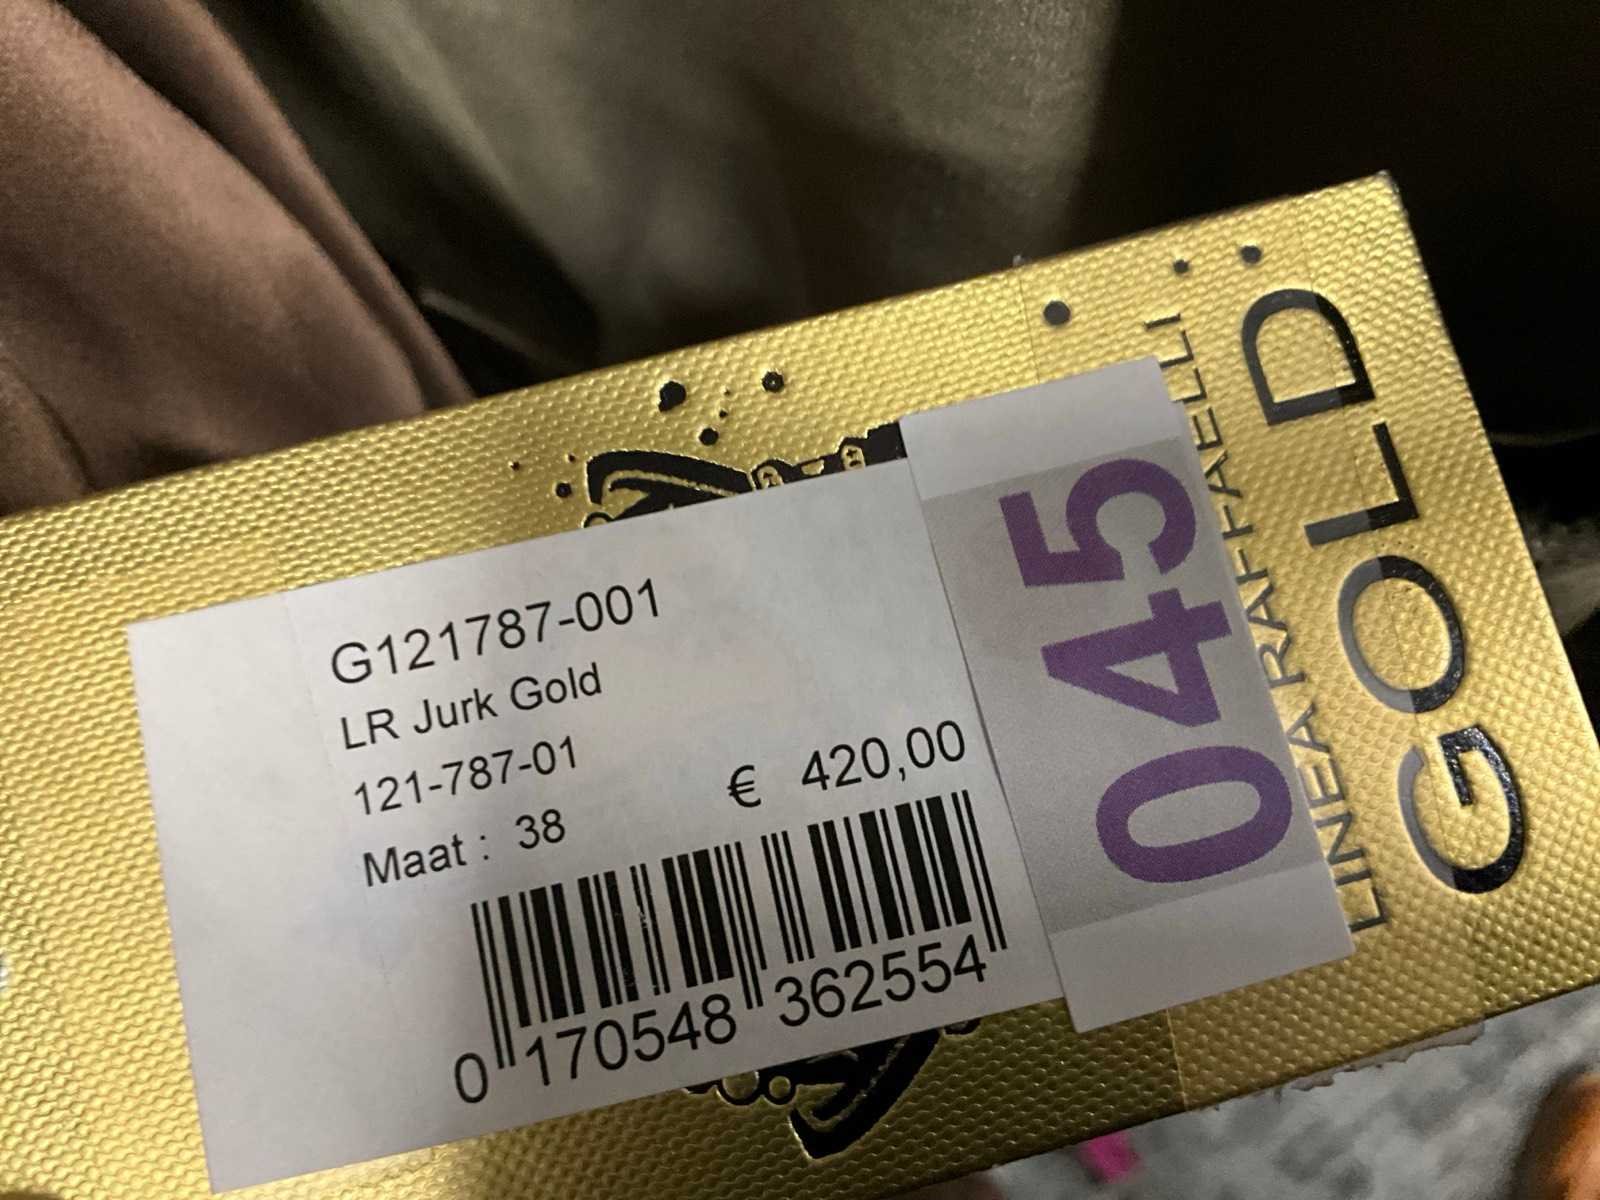 G121787-001
LR Jurk Gold
121-787-01
Maat : 38
€ 420,00
0 170548 362554
045
LINEA RAFFAELLI
GOLD